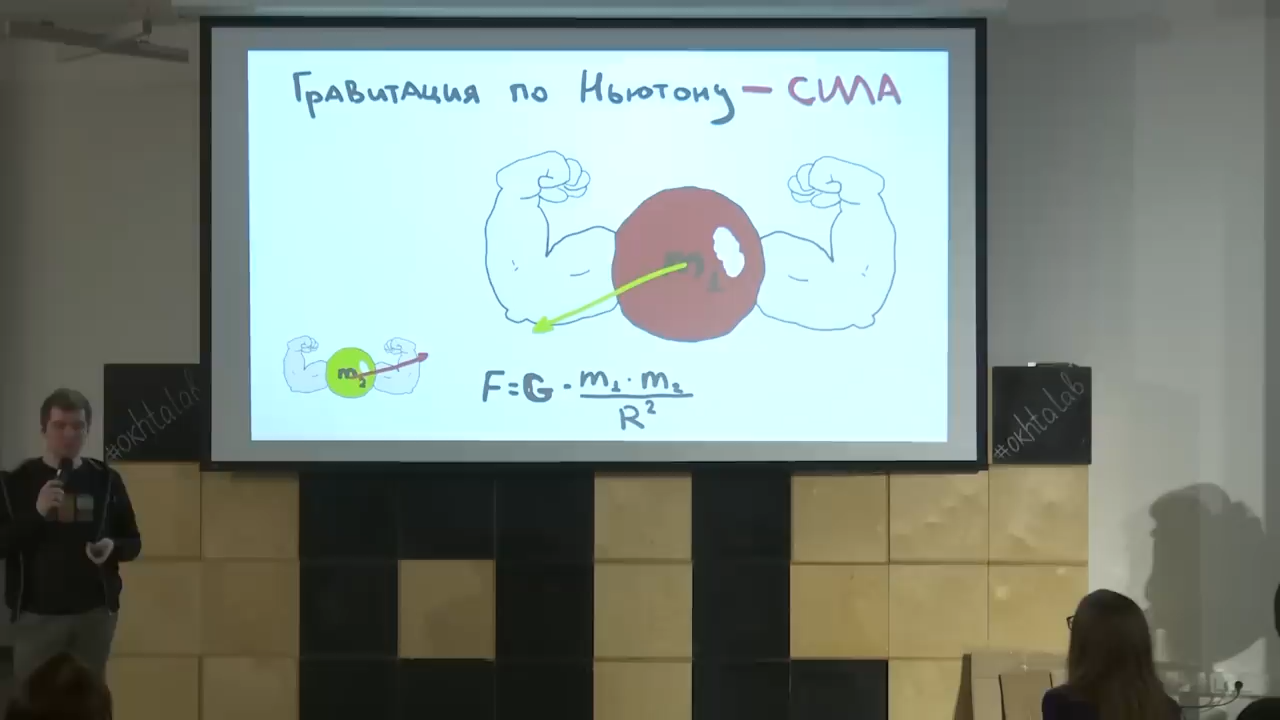 Гравитация по Ньютону — СИЛА
m₁
m₂
F = G · m₁ · m₂ / R²
#okhtalab
#okhtalab